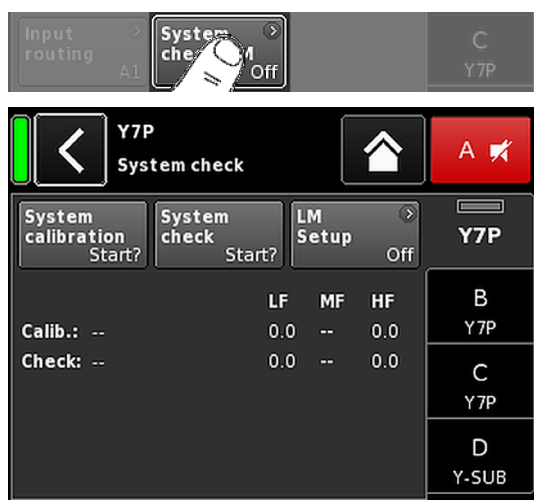 Input
routing
A1
System
Off
C
Y7P
Y7P
System check
A
System
calibration
Start?
System
check
Start?
LM
Setup
Off
Y7P
LF MF HF
Calib.: -- 0.0 -- 0.0
Check: -- 0.0 -- 0.0
B
Y7P
C
Y7P
D
Y-SUB